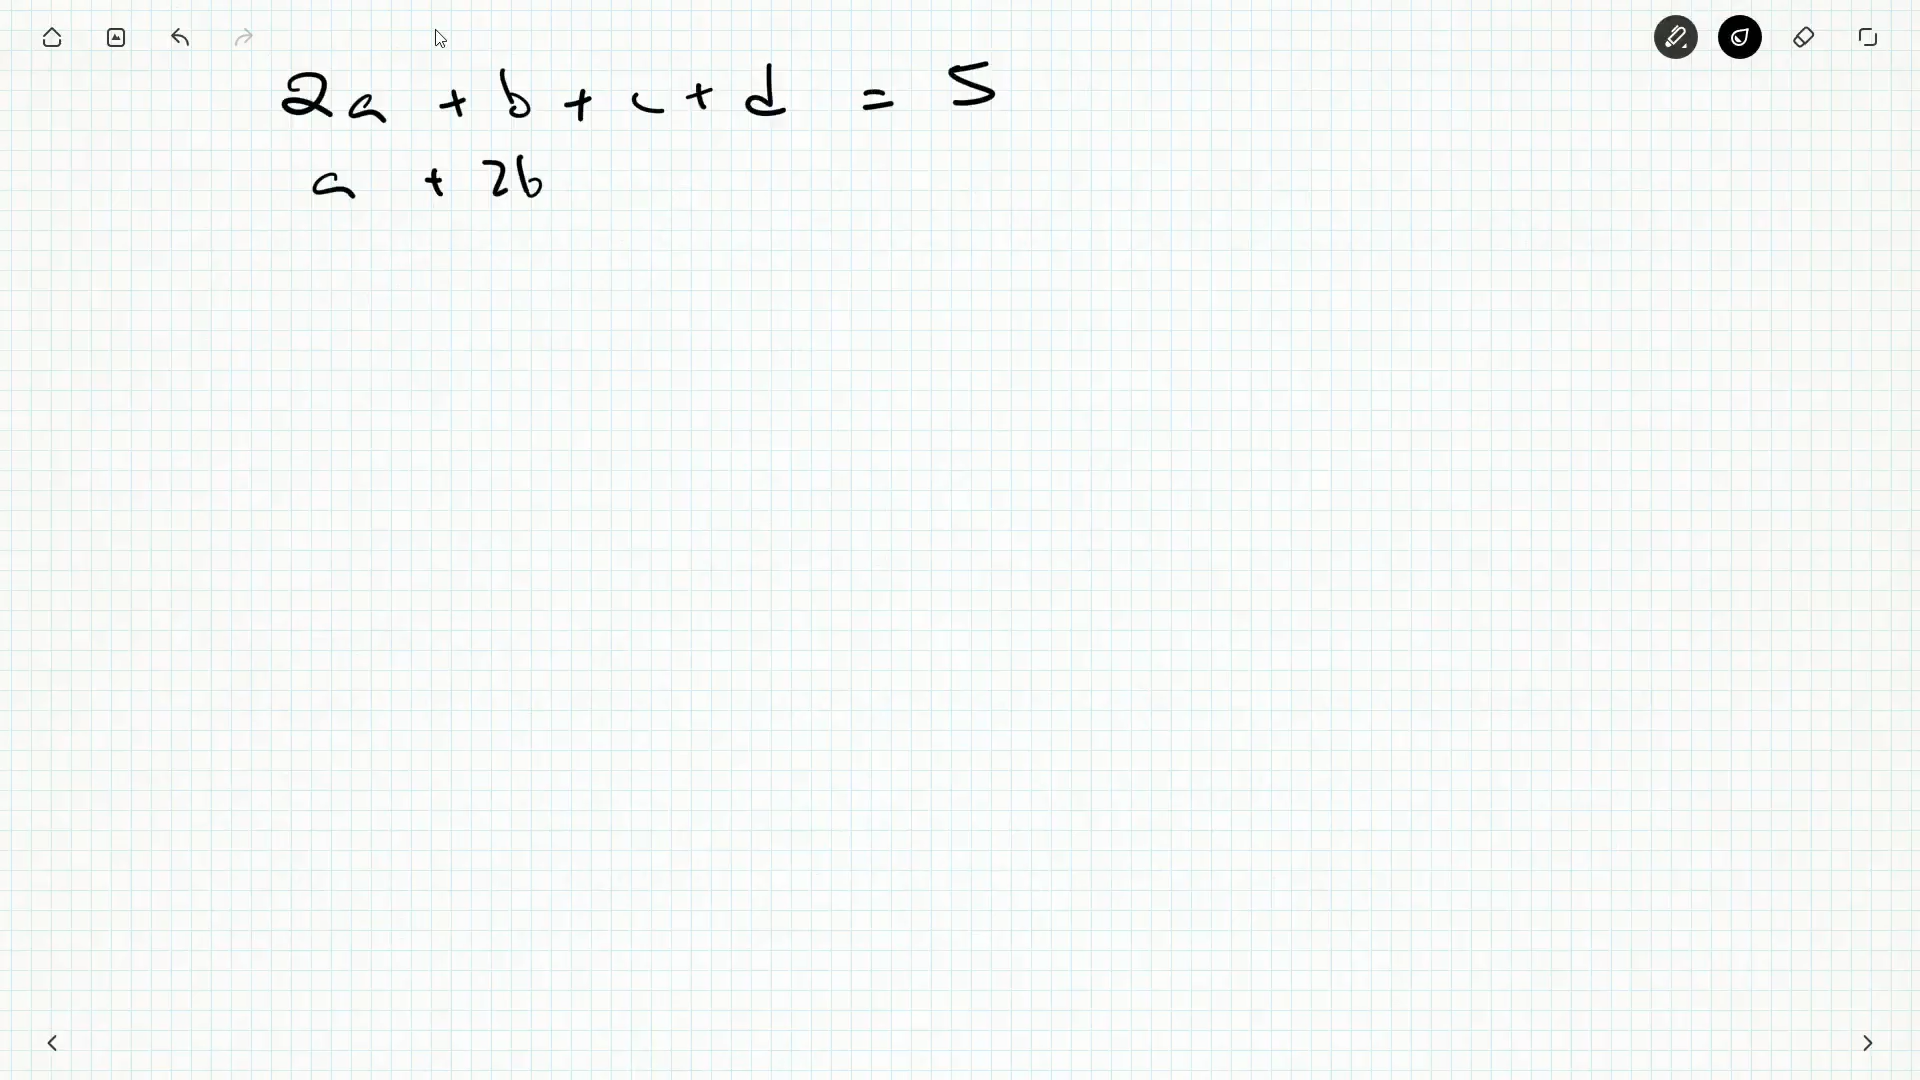 2a + b + c + d = 5
a + 2b